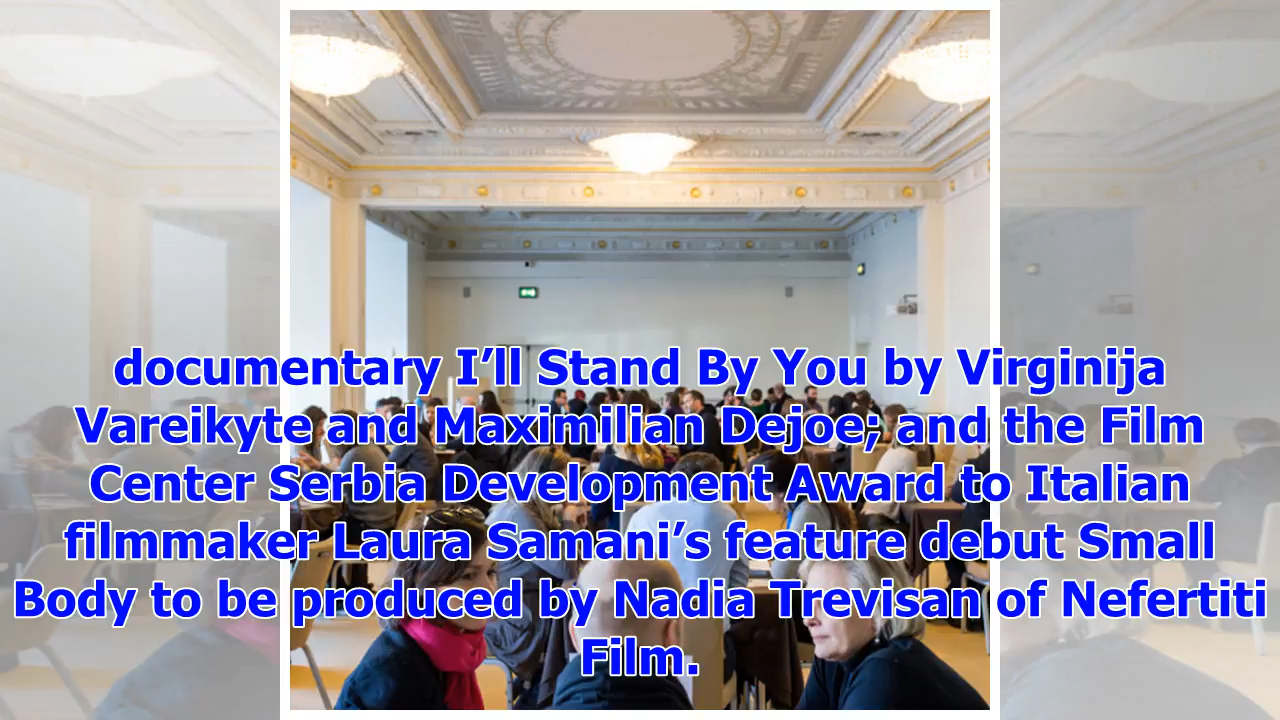 documentary I’ll Stand By You by Virginija
Vareikyte and Maximilian Dejoe; and the Film
Center Serbia Development Award to Italian
filmmaker Laura Samani’s feature debut Small
Body to be produced by Nadia Trevisan of Nefertiti
Film.